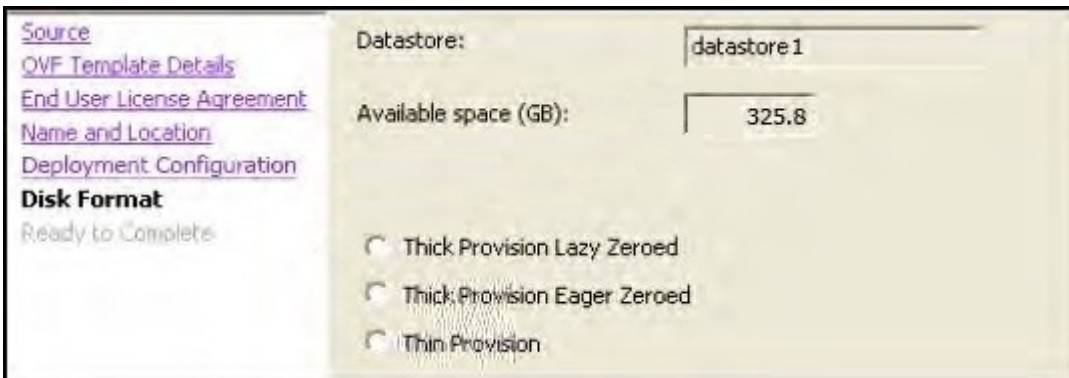 Source
OVF Template Details
End User License Agreement
Name and Location
Deployment Configuration
Disk Format
Ready to Complete
Datastore:
datastore1
Available space (GB):
325.8
Thick Provision Lazy Zeroed
Thick Provision Eager Zeroed
Thin Provision